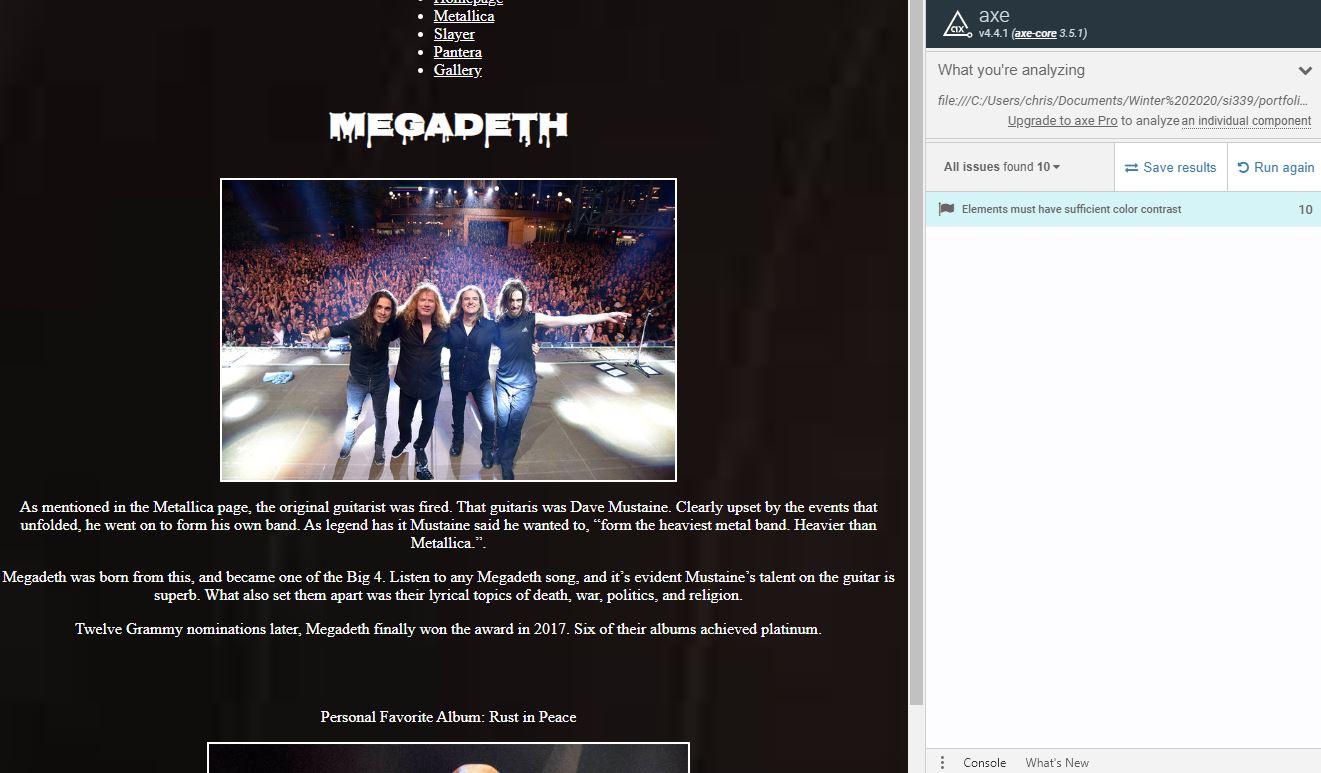 Homepage
Metallica
Slayer
Pantera
Gallery
MEGADETH
As mentioned in the Metallica page, the original guitarist was fired. That guitaris was Dave Mustaine. Clearly upset by the events that
unfolded, he went on to form his own band. As legend has it Mustaine said he wanted to, “form the heaviest metal band. Heavier than
Metallica.”.
Megadeth was born from this, and became one of the Big 4. Listen to any Megadeth song, and it’s evident Mustaine’s talent on the guitar is
superb. What also set them apart was their lyrical topics of death, war, politics, and religion.
Twelve Grammy nominations later, Megadeth finally won the award in 2017. Six of their albums achieved platinum.
Personal Favorite Album: Rust in Peace
axe
v4.4.1 (axe-core 3.5.1)
What you're analyzing
file:///C:/Users/chris/Documents/Winter%202020/si339/portfoli...
Upgrade to axe Pro to analyze an individual component
All issues found 10
Save results
Run again
Elements must have sufficient color contrast 10
Console What's New